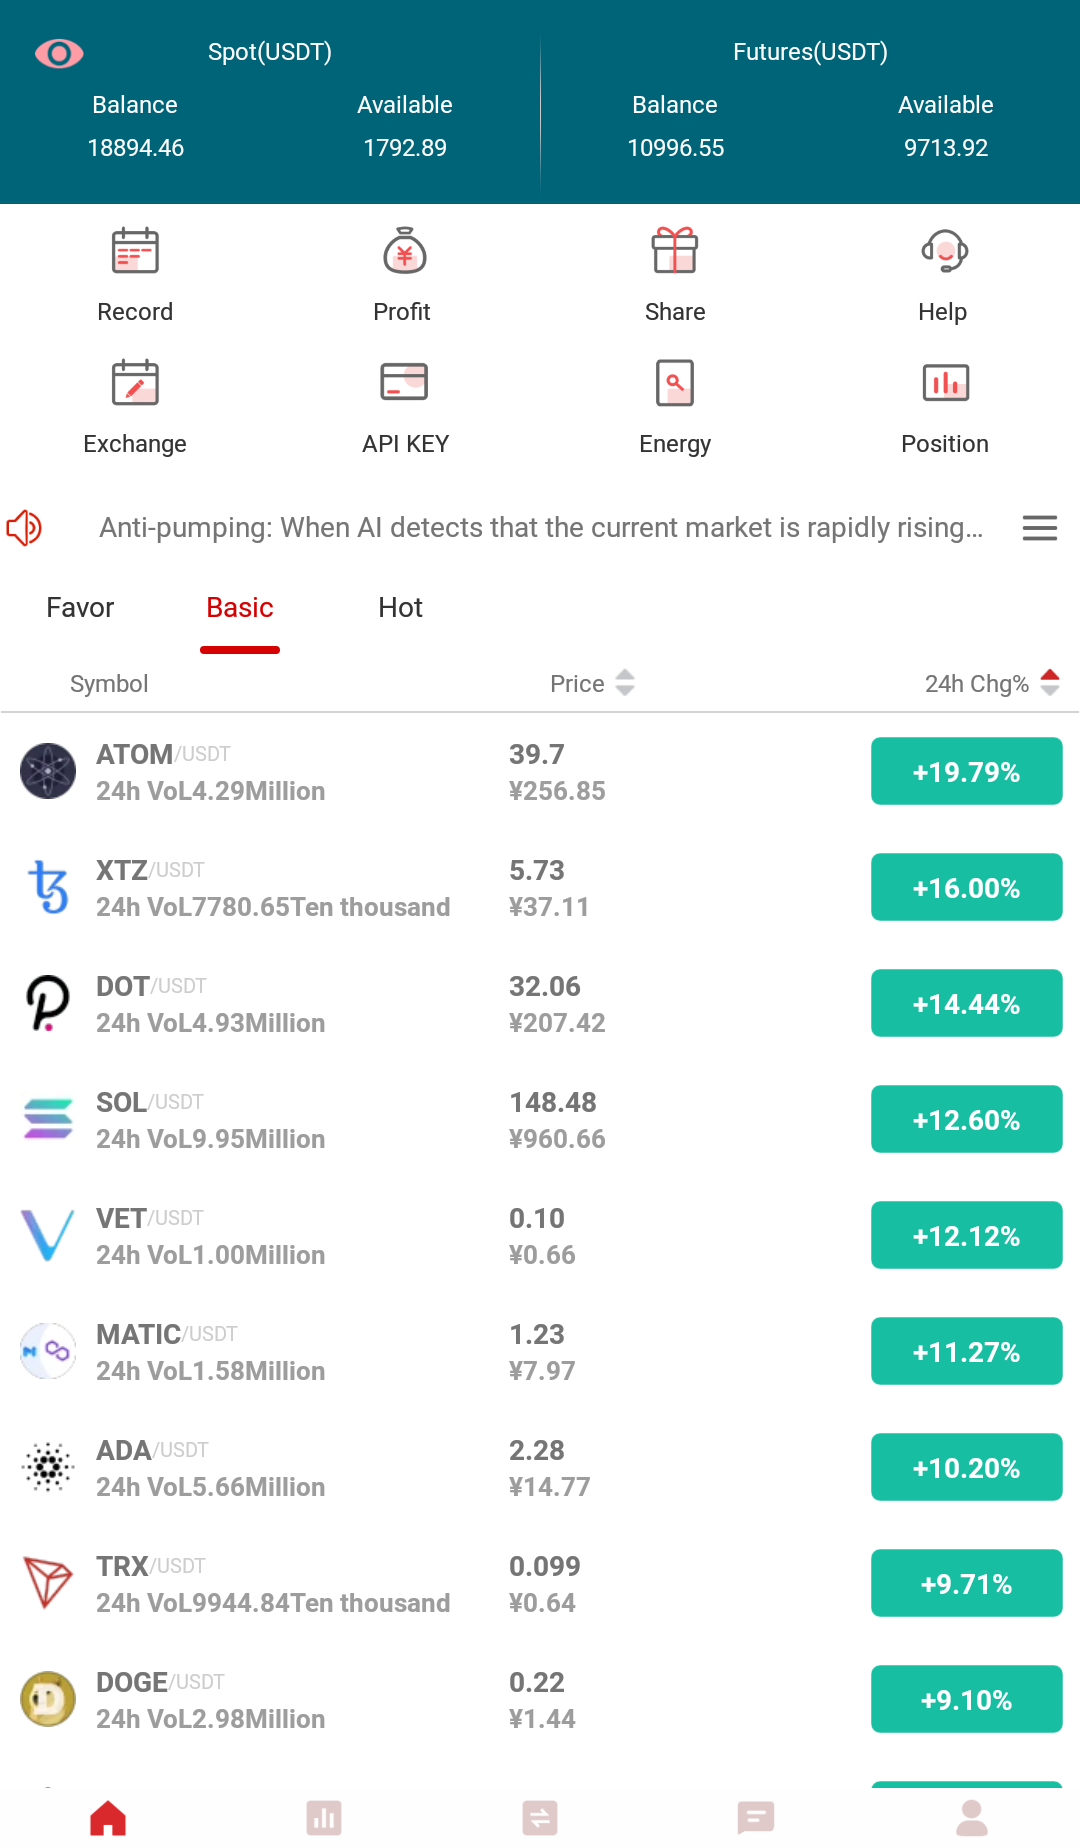 Spot(USDT) Futures(USDT)
Balance Available Balance Available
18894.46 1792.89 10996.55 9713.92
Record Profit Share Help
Exchange API KEY Energy Position
Anti-pumping: When AI detects that the current market is rapidly rising...
Favor Basic Hot
Symbol Price 24h Chg%
ATOM/USDT 39.7
24h VoL4.29Million ¥256.85
+19.79%
XTZ/USDT 5.73
24h VoL7780.65Ten thousand ¥37.11
+16.00%
DOT/USDT 32.06
24h VoL4.93Million ¥207.42
+14.44%
SOL/USDT 148.48
24h VoL9.95Million ¥960.66
+12.60%
VET/USDT 0.10
24h VoL1.00Million ¥0.66
+12.12%
MATIC/USDT 1.23
24h VoL1.58Million ¥7.97
+11.27%
ADA/USDT 2.28
24h VoL5.66Million ¥14.77
+10.20%
TRX/USDT 0.099
24h VoL9944.84Ten thousand ¥0.64
+9.71%
DOGE/USDT 0.22
24h VoL2.98Million ¥1.44
+9.10%